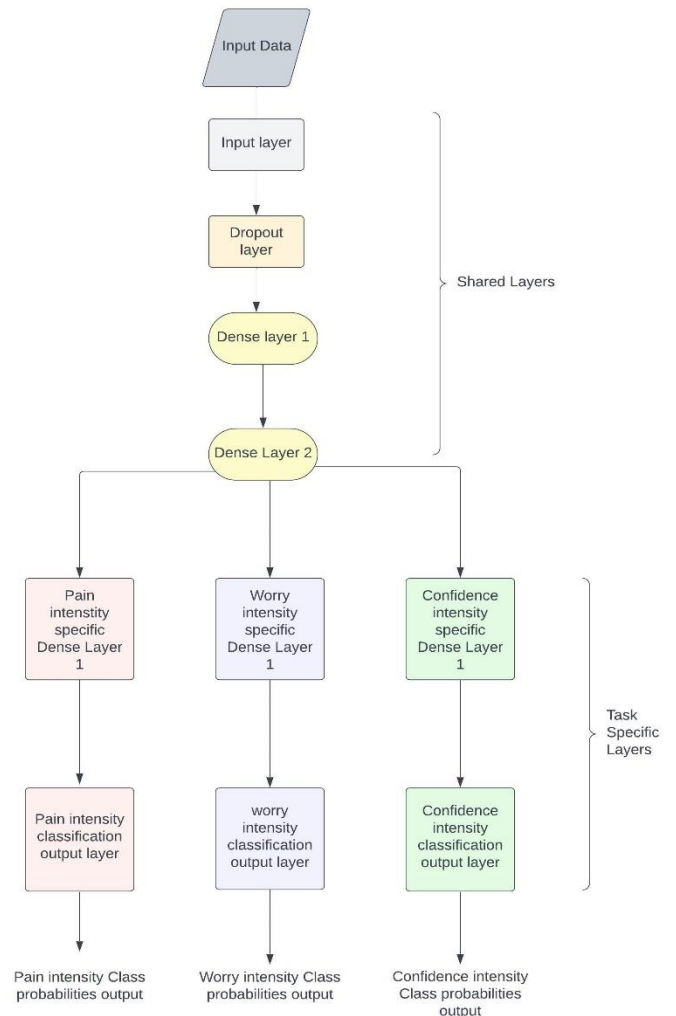 Input Data
Input layer
Dropout
layer
Shared Layers
Dense layer 1
Dense Layer 2
Pain
intenstity
specific
Dense Layer
1
Worry
intensity
specific
Dense Layer
1
Confidence
intensity
specific
Dense Layer
1
Task
Specific
Layers
Pain intensity
classification
output layer
worry
intensity
classification
output layer
Confidence
intensity
classification
output layer
Pain intensity Class
probabilities output
Worry intensity Class
probabilities output
Confidence intensity
Class probabilities
output